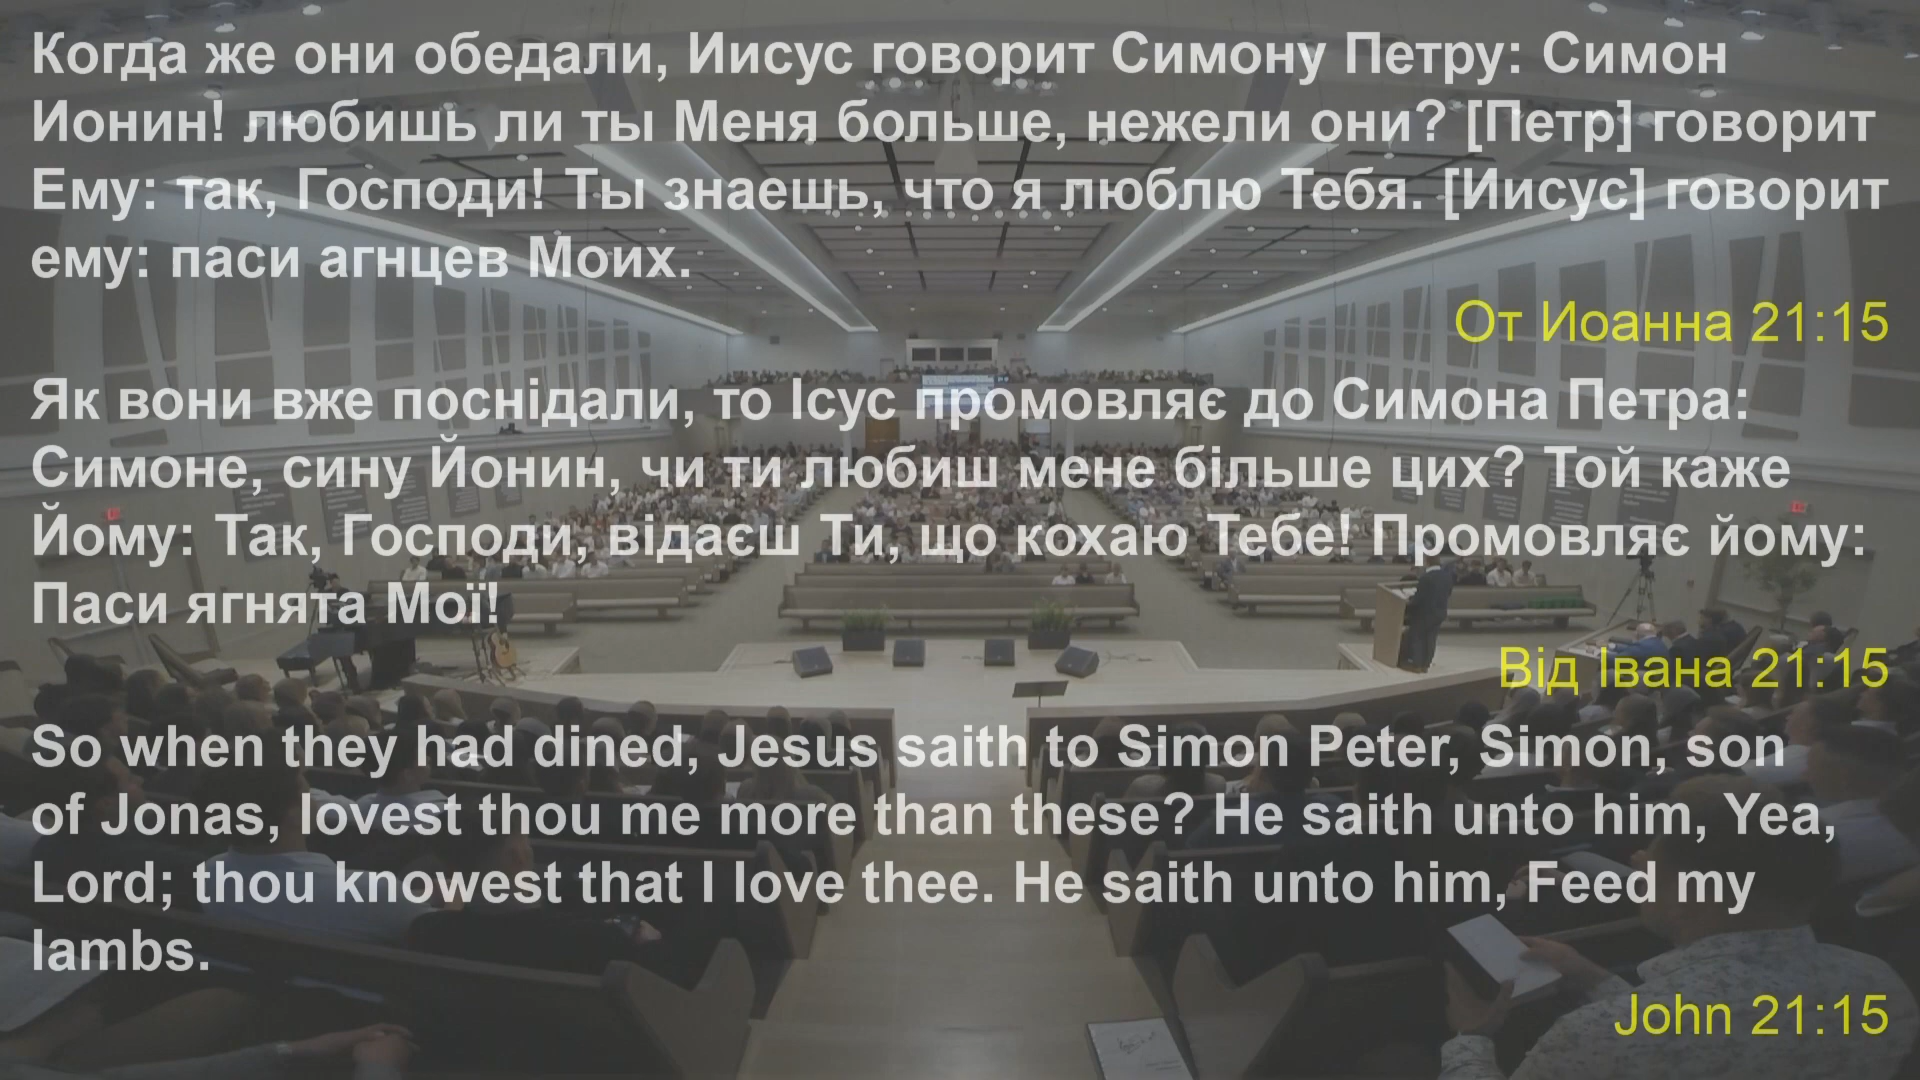 Когда же они обедали, Иисус говорит Симону Петру: Симон
Ионин! любишь ли ты Меня больше, нежели они? [Петр] говорит
Ему: так, Господи! Ты знаешь, что я люблю Тебя. [Иисус] говорит
ему: паси агнцев Моих.
От Иоанна 21:15
Як вони вже поснідали, то Ісус промовляє до Симона Петра:
Симоне, сину Йонин, чи ти любиш мене більше цих? Той каже
Йому: Так, Господи, відаєш Ти, що кохаю Тебе! Промовляє йому:
Паси ягнята Мої!
Від Івана 21:15
So when they had dined, Jesus saith to Simon Peter, Simon, son
of Jonas, lovest thou me more than these? He saith unto him, Yea,
Lord; thou knowest that I love thee. He saith unto him, Feed my
lambs.
John 21:15